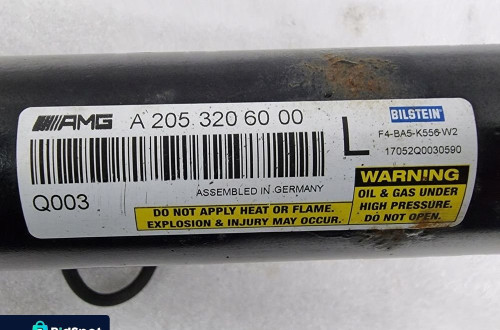 AMG A 205 320 60 00
BILSTEIN
L
F4-BA5-K556-W2
17052Q0030590
ASSEMBLED IN GERMANY
Q003
DO NOT APPLY HEAT OR FLAME.
EXPLOSION & INJURY MAY OCCUR.
WARNING
OIL & GAS UNDER
HIGH PRESSURE.
DO NOT OPEN.
BidSpot